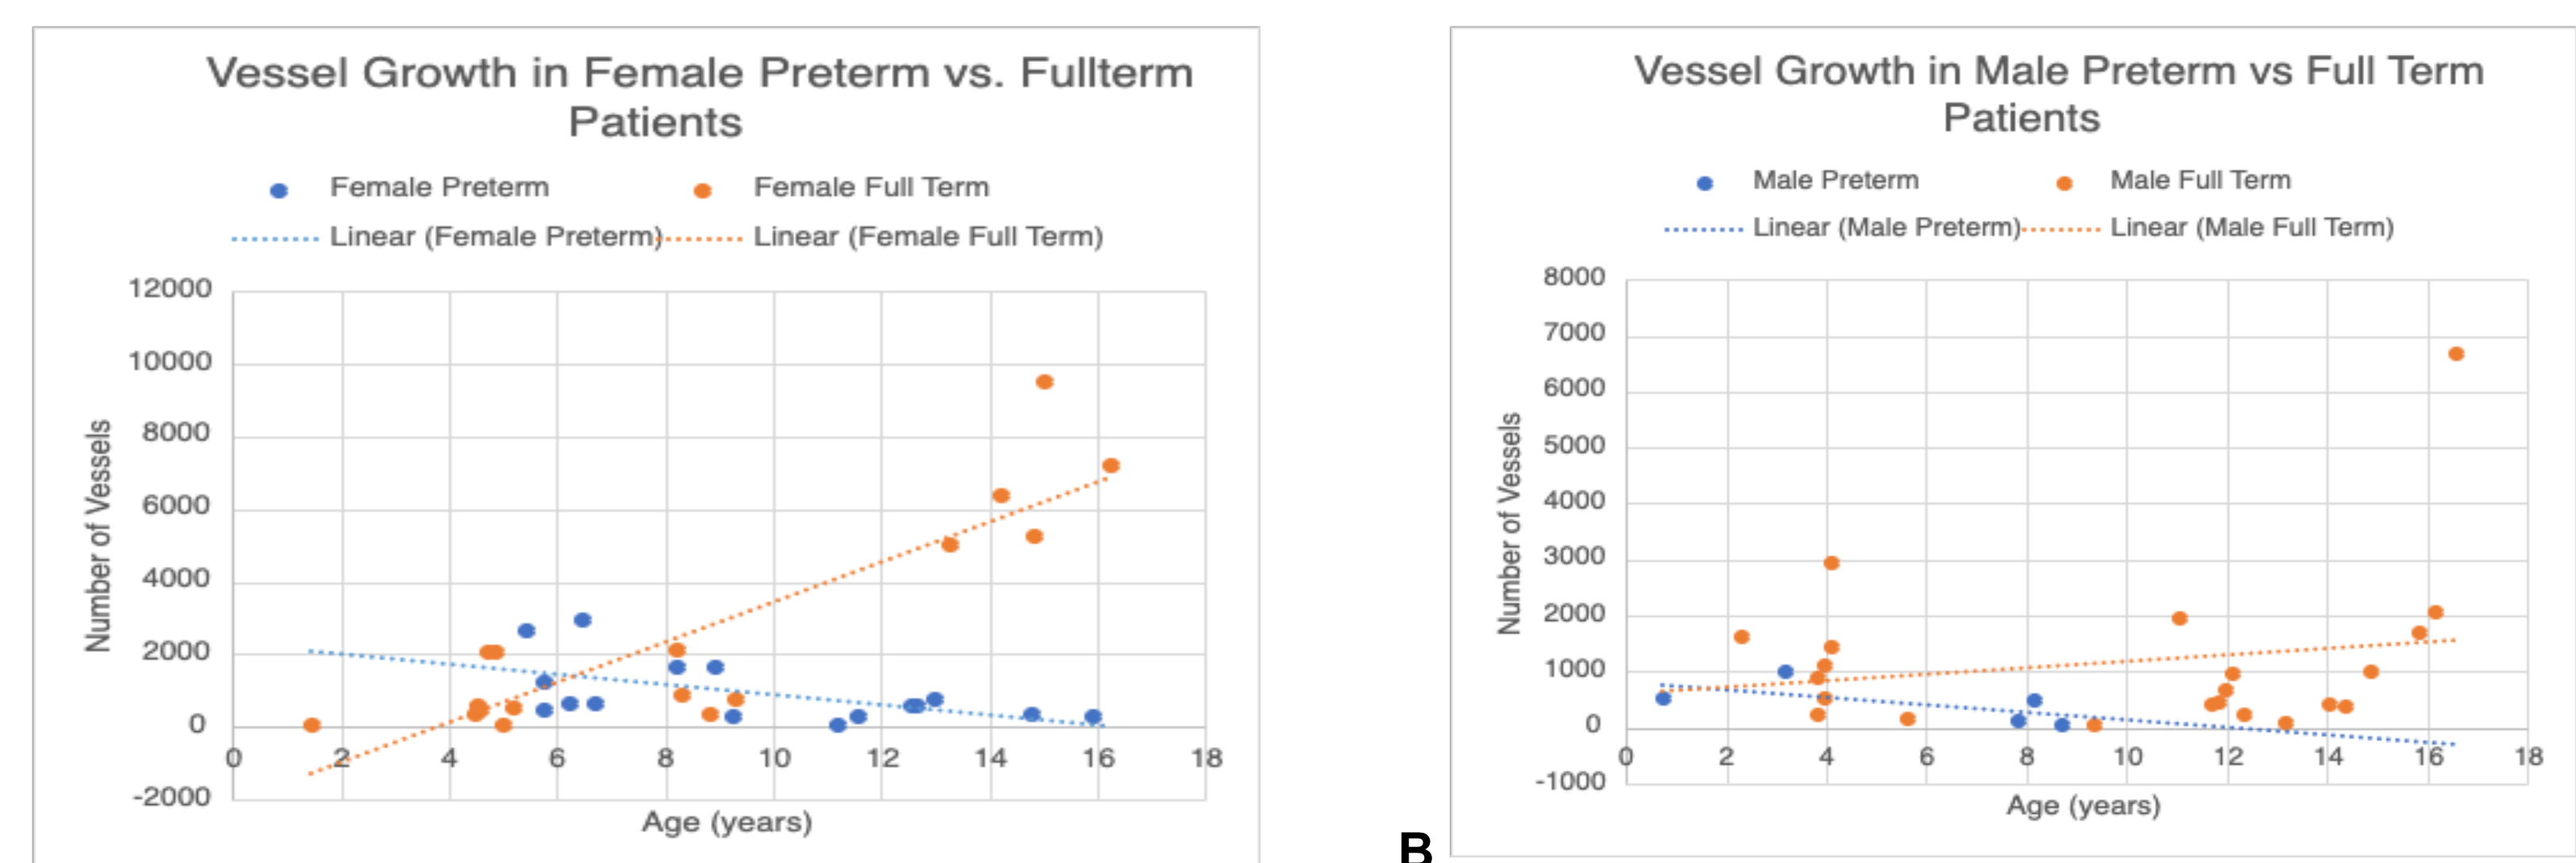 Vessel Growth in Female Preterm vs. Fullterm
Patients
Female Preterm
Female Full Term
Linear (Female Preterm)
Linear (Female Full Term)
12000
10000
8000
6000
4000
2000
0
-2000
Number of Vessels
0 2 4 6 8 10 12 14 16 18
Age (years)
Vessel Growth in Male Preterm vs Full Term
Patients
Male Preterm
Male Full Term
Linear (Male Preterm)
Linear (Male Full Term)
8000
7000
6000
5000
4000
3000
2000
1000
0
-1000
Number of Vessels
0 2 4 6 8 10 12 14 16 18
Age (years)
B